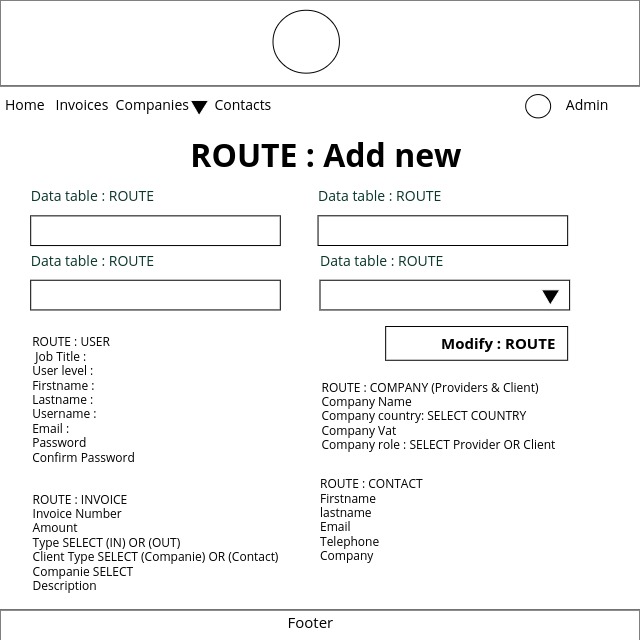 Home Invoices Companies Contacts Admin
ROUTE : Add new
Data table : ROUTE
Data table : ROUTE
Data table : ROUTE
Data table : ROUTE
Modify : ROUTE
ROUTE : USER
Job Title :
User level :
Firstname :
Lastname :
Username :
Email :
Password
Confirm Password
ROUTE : COMPANY (Providers & Client)
Company Name
Company country: SELECT COUNTRY
Company Vat
Company role : SELECT Provider OR Client
ROUTE : INVOICE
Invoice Number
Amount
Type SELECT (IN) OR (OUT)
Client Type SELECT (Companie) OR (Contact)
Companie SELECT
Description
ROUTE : CONTACT
Firstname
lastname
Email
Telephone
Company
Footer